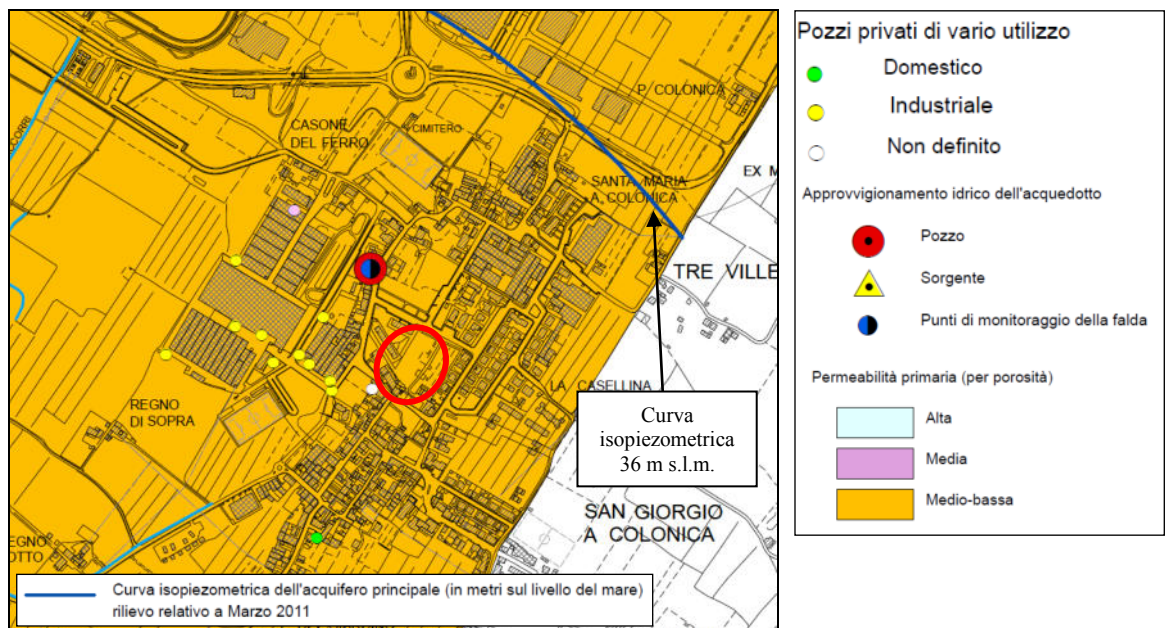 CASONE
DEL FERRO
CIMITERO
P. COLONICA
SANTA MARIA
A. COLONICA
EX M
TRE VILLE
LA CASELLINA
REGNO
DI SOPRA
Curva
isopiezometrica
36 m s.l.m.
SAN GIORGIO
A COLONICA
EGNO
OTTO
Curva isopiezometrica dell'acquifero principale (in metri sul livello del mare)
rilievo relativo a Marzo 2011
Pozzi privati di vario utilizzo
Domestico
Industriale
Non definito
Approvvigionamento idrico dell'acquedotto
Pozzo
Sorgente
Punti di monitoraggio della falda
Permeabilità primaria (per porosità)
Alta
Media
Medio-bassa